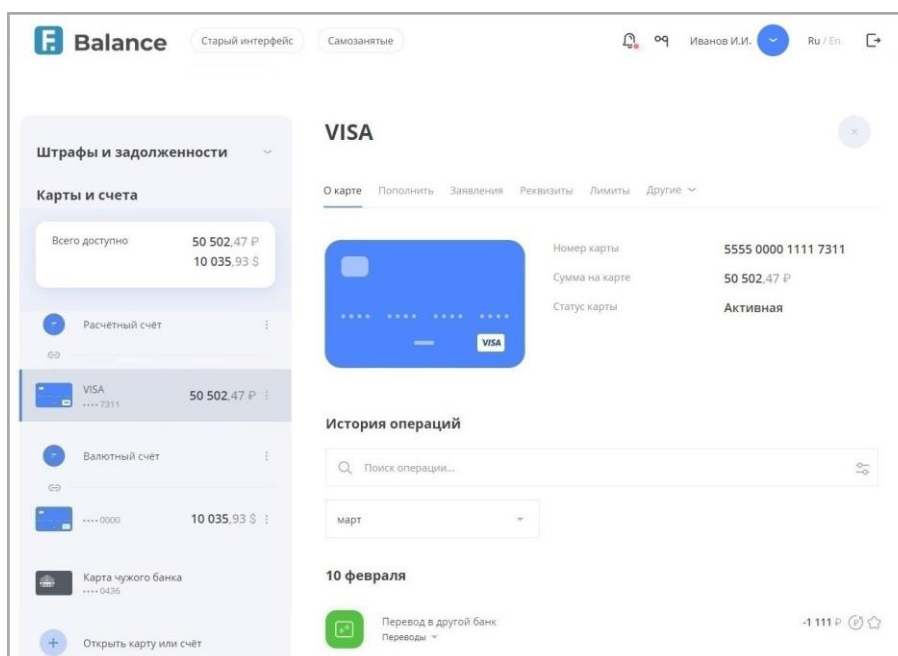 F. Balance
Старый интерфейс
Самозанятые
Иванов И.И.
Ru / En
Штрафы и задолженности
Карты и счета
Всего доступно
50 502,47 ₽
10 035,93 $
Расчётный счёт
VISA
•••• 7311
50 502,47 ₽
Валютный счёт
•••• 0000
10 035,93 $
Карта чужого банка
•••• 0436
Открыть карту или счёт
VISA
О карте
Пополнить
Заявления
Реквизиты
Лимиты
Другие
VISA
Номер карты
5555 0000 1111 7311
Сумма на карте
50 502,47 ₽
Статус карты
Активная
История операций
Поиск операции...
март
10 февраля
Перевод в другой банк
Переводы
-1 111 ₽